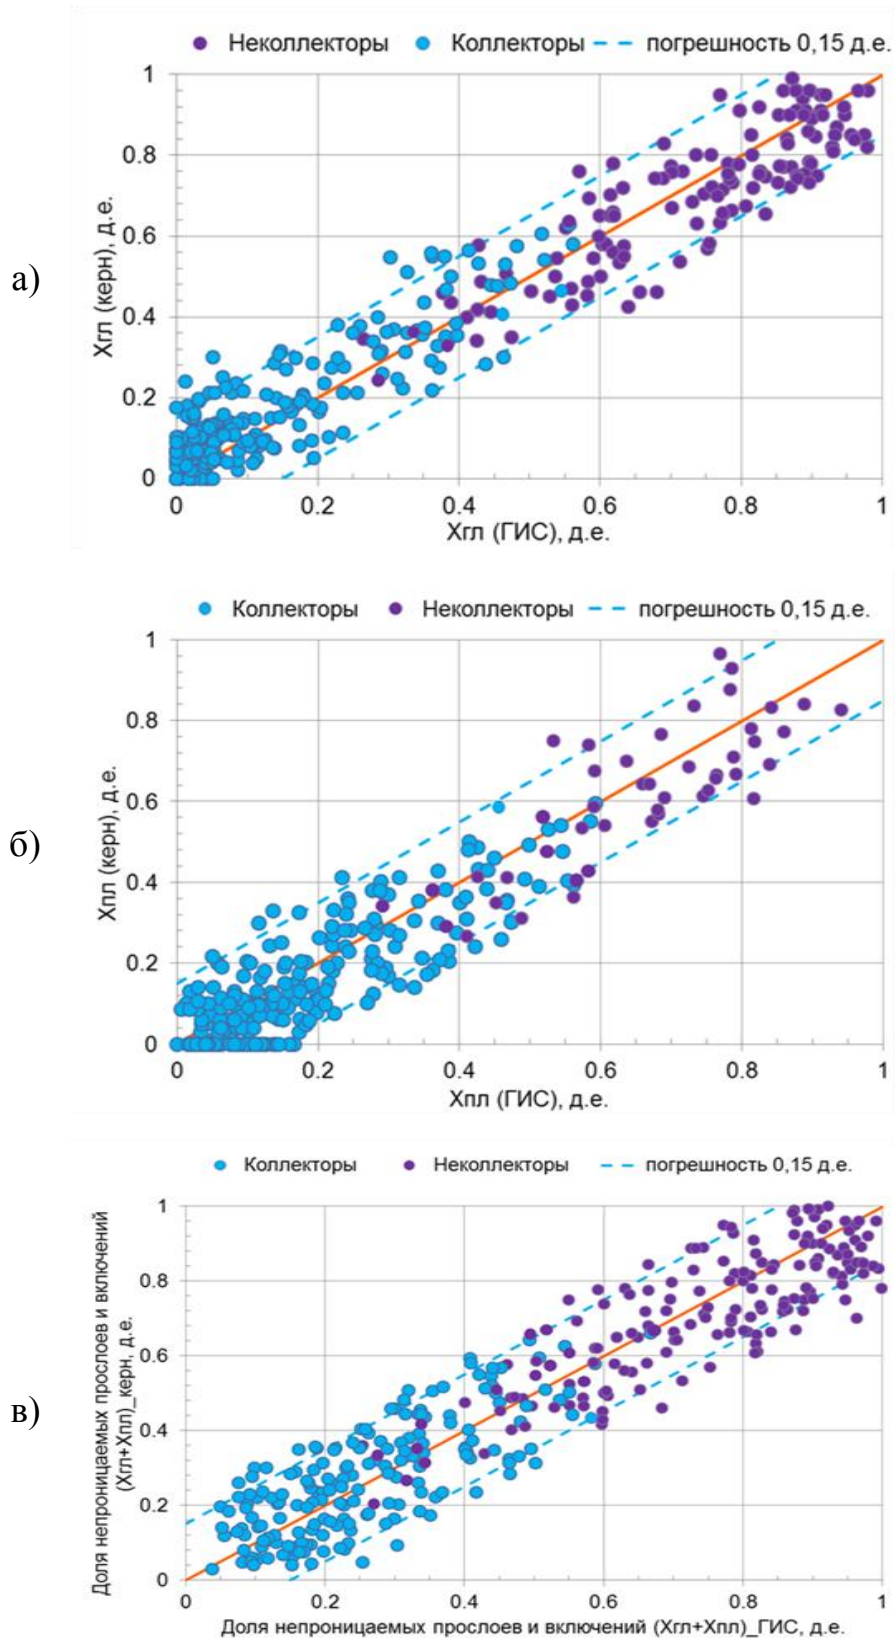 Неколлекторы Коллекторы погрешность 0,15 д.е.
а)
Хгл (керн), д.е.
1
0.8
0.6
0.4
0.2
0
0 0.2 0.4 0.6 0.8 1
Хгл (ГИС), д.е.
Коллекторы Неколлекторы погрешность 0,15 д.е.
б)
Хпл (керн), д.е.
1
0.8
0.6
0.4
0.2
0
0 0.2 0.4 0.6 0.8 1
Хпл (ГИС), д.е.
Коллекторы Неколлекторы погрешность 0,15 д.е.
в)
Доля непроницаемых прослоев и включений
(Хгл+Хпл)_керн, д.е.
1
0.8
0.6
0.4
0.2
0
0 0.2 0.4 0.6 0.8 1
Доля непроницаемых прослоев и включений (Хгл+Хпл)_ГИС, д.е.